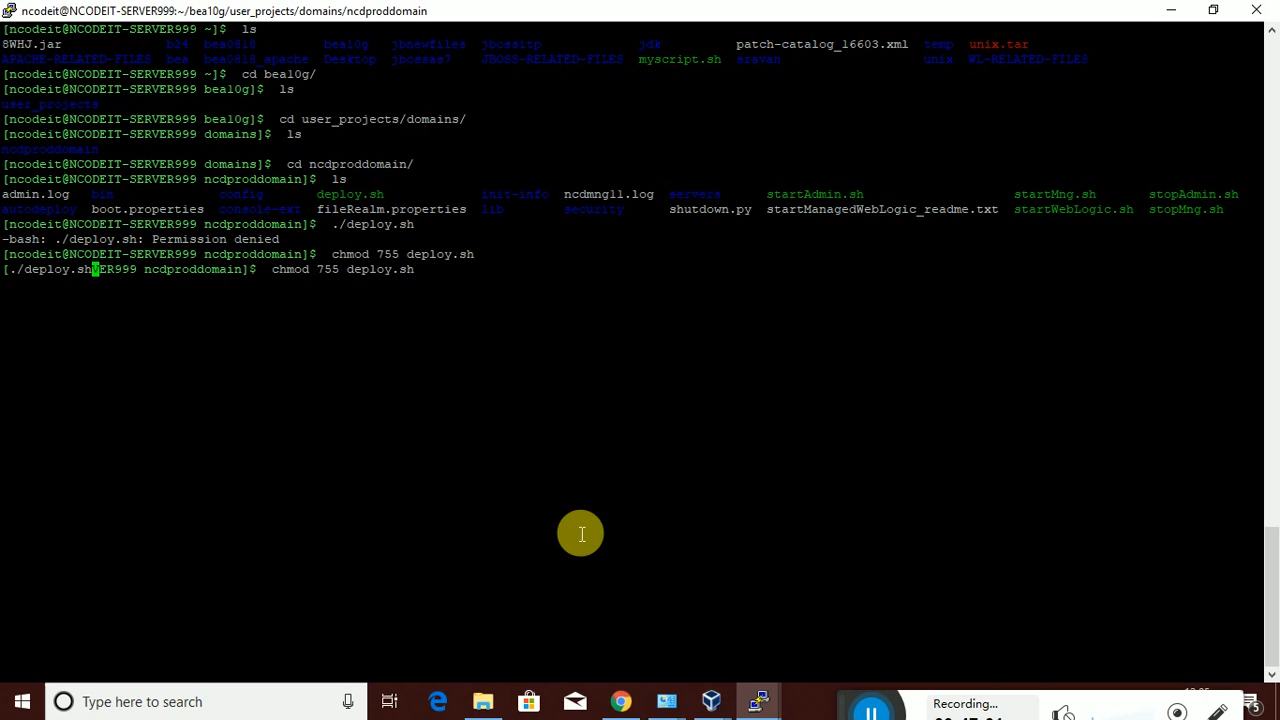 ncodeit@NCODEIT-SERVER999:~/bea10g/user_projects/domains/ncdproddomain
[ncodeit@NCODEIT-SERVER999 ~]$ ls
8WHJ.jar b24 bea0818 bea10g jbnewfiles jbossitp jdk patch-catalog_16603.xml temp unix.tar
APACHE-RELATED-FILES bea bea0818_apache Desktop jbossas7 JBOSS-RELATED-FILES myscript.sh sravan unix WL-RELATED-FILES
[ncodeit@NCODEIT-SERVER999 ~]$ cd bea10g/
[ncodeit@NCODEIT-SERVER999 bea10g]$ ls
user_projects
[ncodeit@NCODEIT-SERVER999 bea10g]$ cd user_projects/domains/
[ncodeit@NCODEIT-SERVER999 domains]$ ls
ncdproddomain
[ncodeit@NCODEIT-SERVER999 domains]$ cd ncdproddomain/
[ncodeit@NCODEIT-SERVER999 ncdproddomain]$ ls
admin.log bin config deploy.sh init-info ncdmng11.log servers startAdmin.sh startMng.sh stopAdmin.sh
autodeploy boot.properties console-ext fileRealm.properties lib security shutdown.py startManagedWebLogic_readme.txt startWebLogic.sh stopMng.sh
[ncodeit@NCODEIT-SERVER999 ncdproddomain]$ ./deploy.sh
-bash: ./deploy.sh: Permission denied
[ncodeit@NCODEIT-SERVER999 ncdproddomain]$ chmod 755 deploy.sh
[./deploy.shVER999 ncdproddomain]$ chmod 755 deploy.sh
Type here to search
Recording...
5